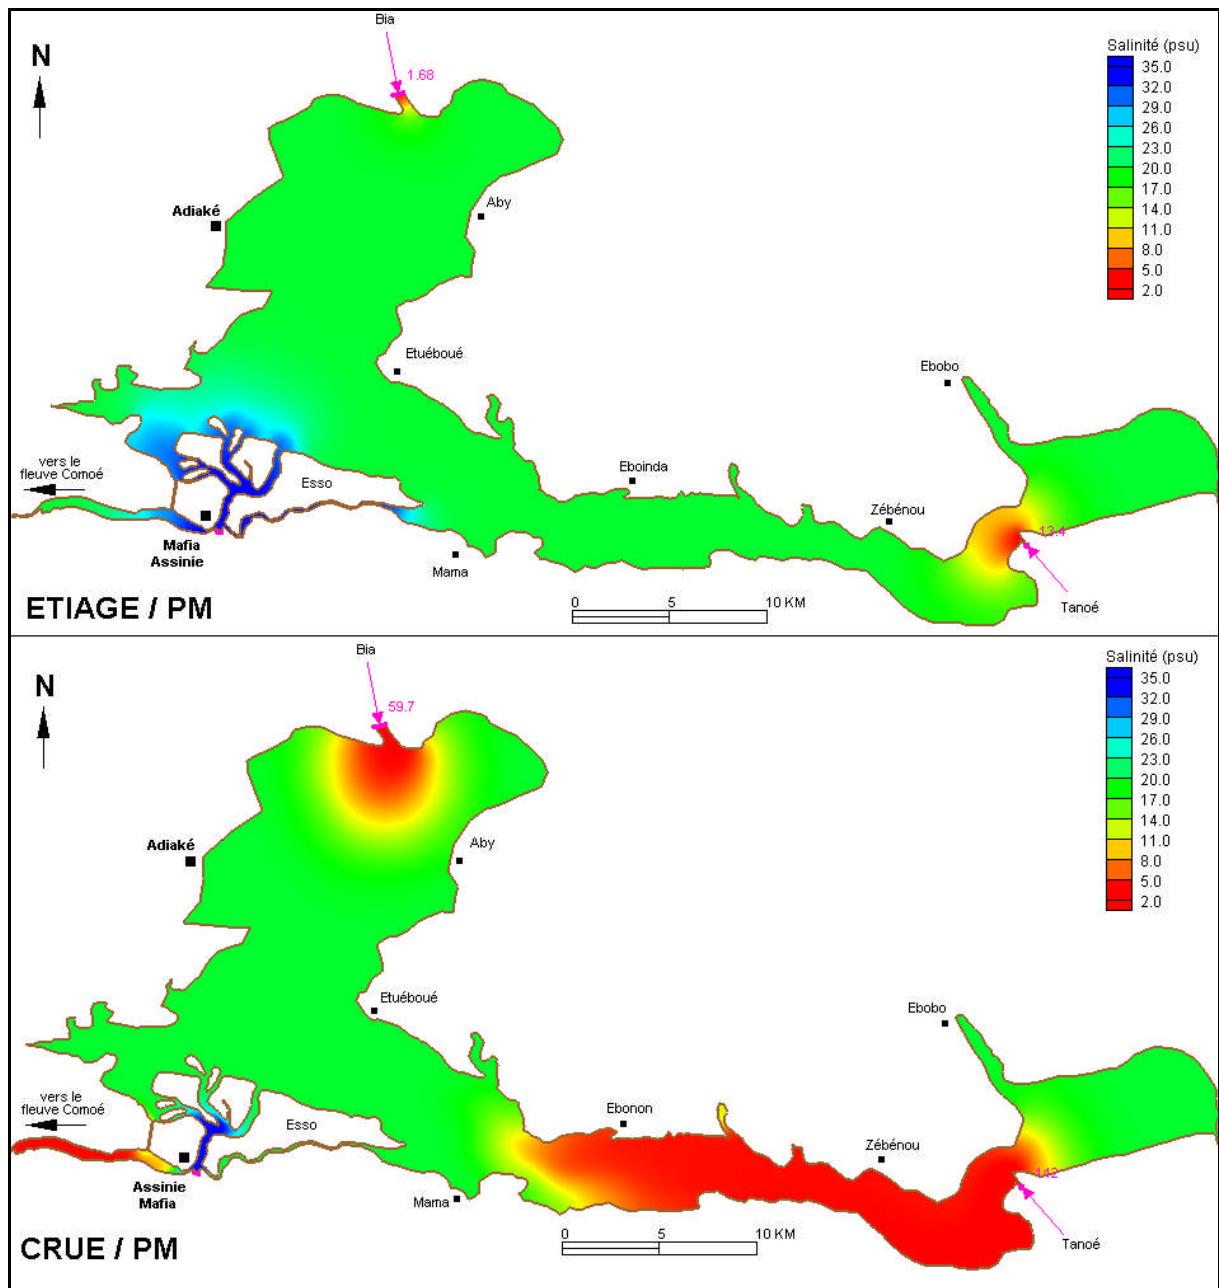 Bia
N
1.68
Salinité (psu)
35.0
32.0
29.0
26.0
23.0
20.0
17.0
14.0
11.0
8.0
5.0
2.0
Adiaké
Aby
Etuéboué
Ebobo
vers le
fleuve Comoé
Esso
Eboinda
Zébénou
13.4
Mafia
Assinie
Mama
Tanoé
ETIAGE / PM
0 5 10 KM
Bia
N
59.7
Salinité (psu)
35.0
32.0
29.0
26.0
23.0
20.0
17.0
14.0
11.0
8.0
5.0
2.0
Adiaké
Aby
Etuéboué
Ebobo
vers le
fleuve Comoé
Esso
Ebonon
Zébénou
142
Assinie
Mafia
Mama
Tanoé
CRUE / PM
0 5 10 KM